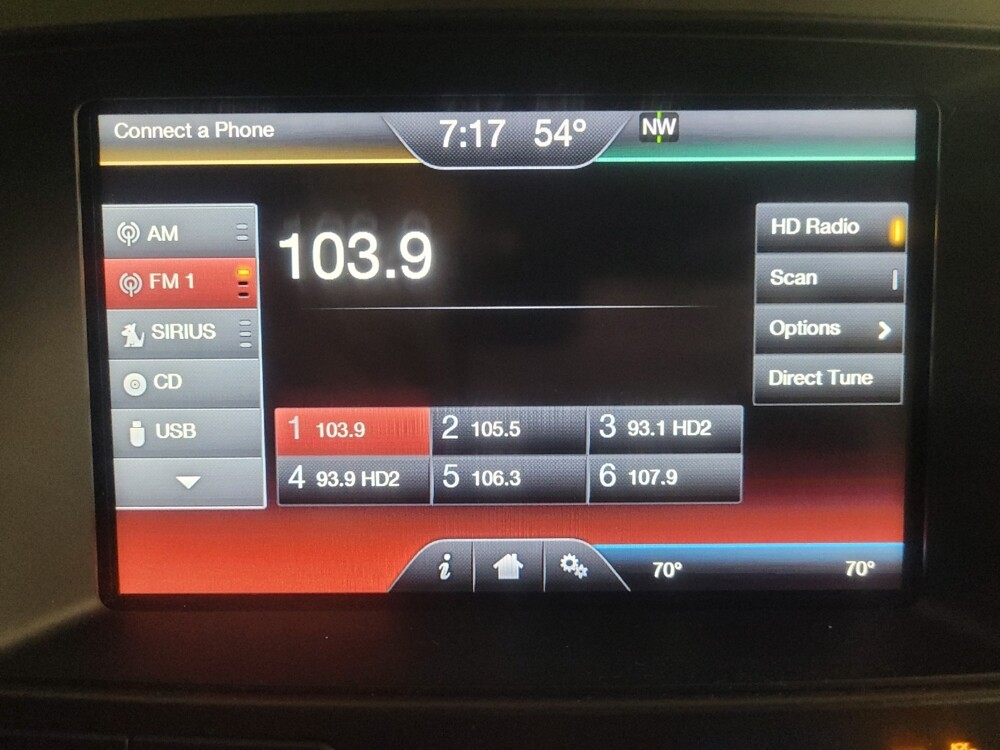 Connect a Phone
7:17 54° NW
AM
FM 1
SIRIUS
CD
USB
103.9
HD Radio
Scan
Options
Direct Tune
1 103.9
2 105.5
3 93.1 HD2
4 93.9 HD2
5 106.3
6 107.9
i
70° 70°